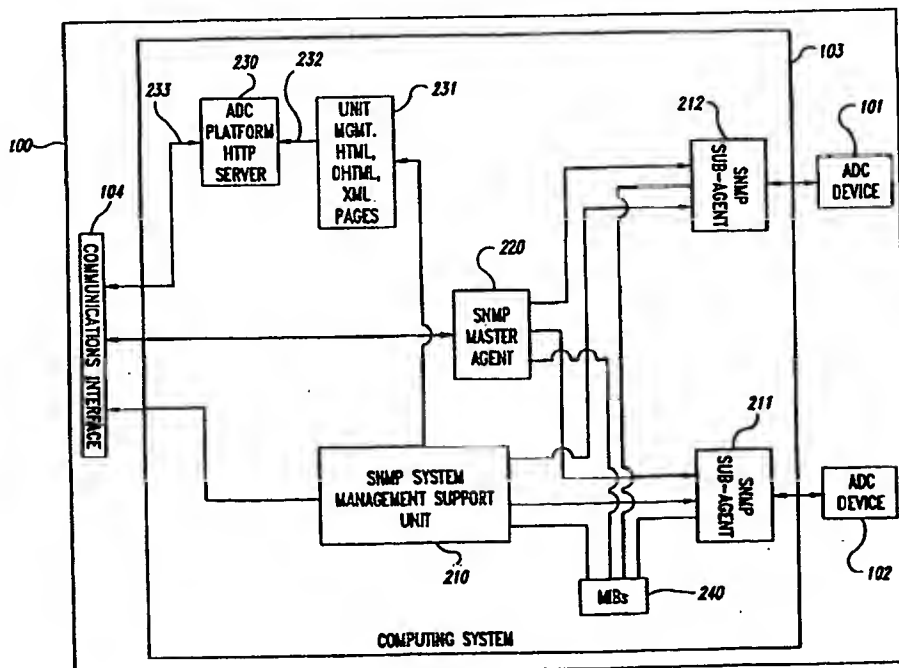 103
230
232
231
233
ADC
PLATFORM
HTTP
SERVER
UNIT
MGMT.
HTML,
DHTML,
XML
PAGES
212
101
SNMP
SUB-AGENT
ADC
DEVICE
100
104
COMMUNICATIONS INTERFACE
220
SNMP
MASTER
AGENT
211
SNMP
SUB-AGENT
ADC
DEVICE
102
SNMP SYSTEM
MANAGEMENT SUPPORT
UNIT
210
MIBs
240
COMPUTING SYSTEM